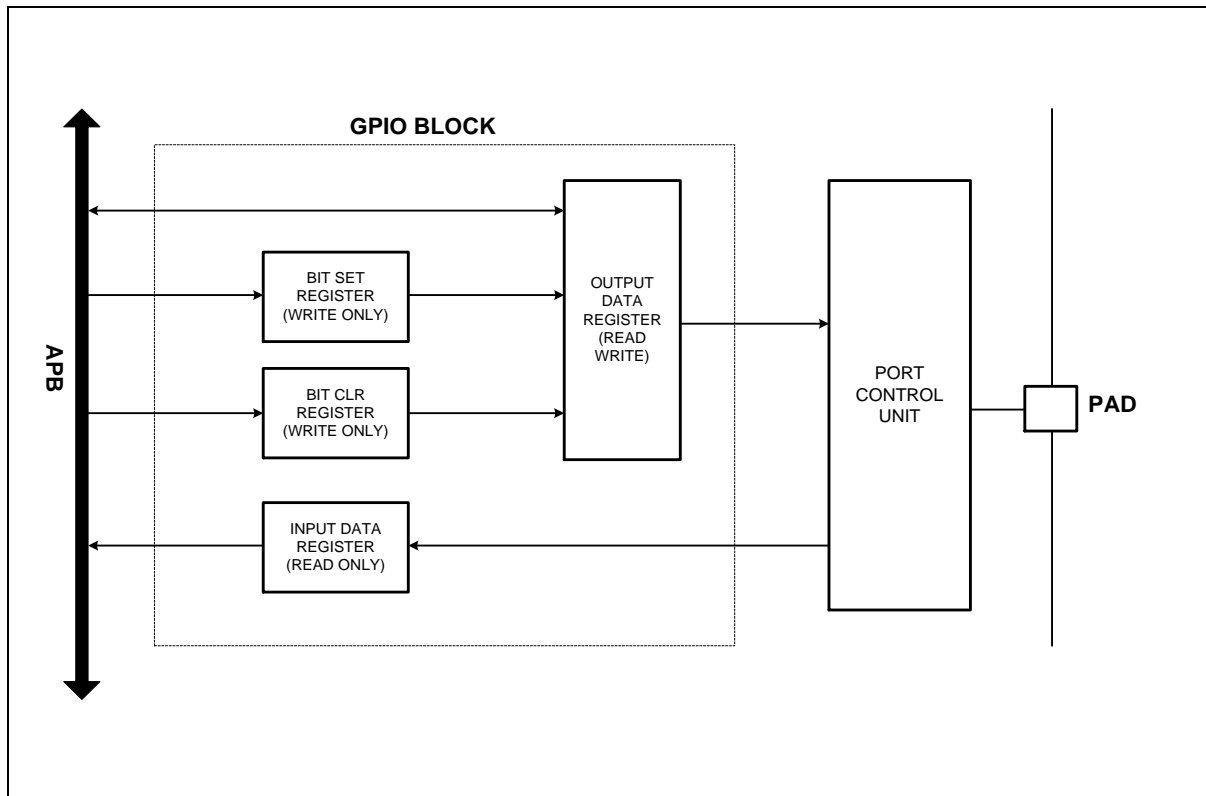 GPIO BLOCK
BIT SET
REGISTER
(WRITE ONLY)
OUTPUT
DATA
REGISTER
(READ
WRITE)
APB
BIT CLR
REGISTER
(WRITE ONLY)
PORT
CONTROL
UNIT
PAD
INPUT DATA
REGISTER
(READ ONLY)